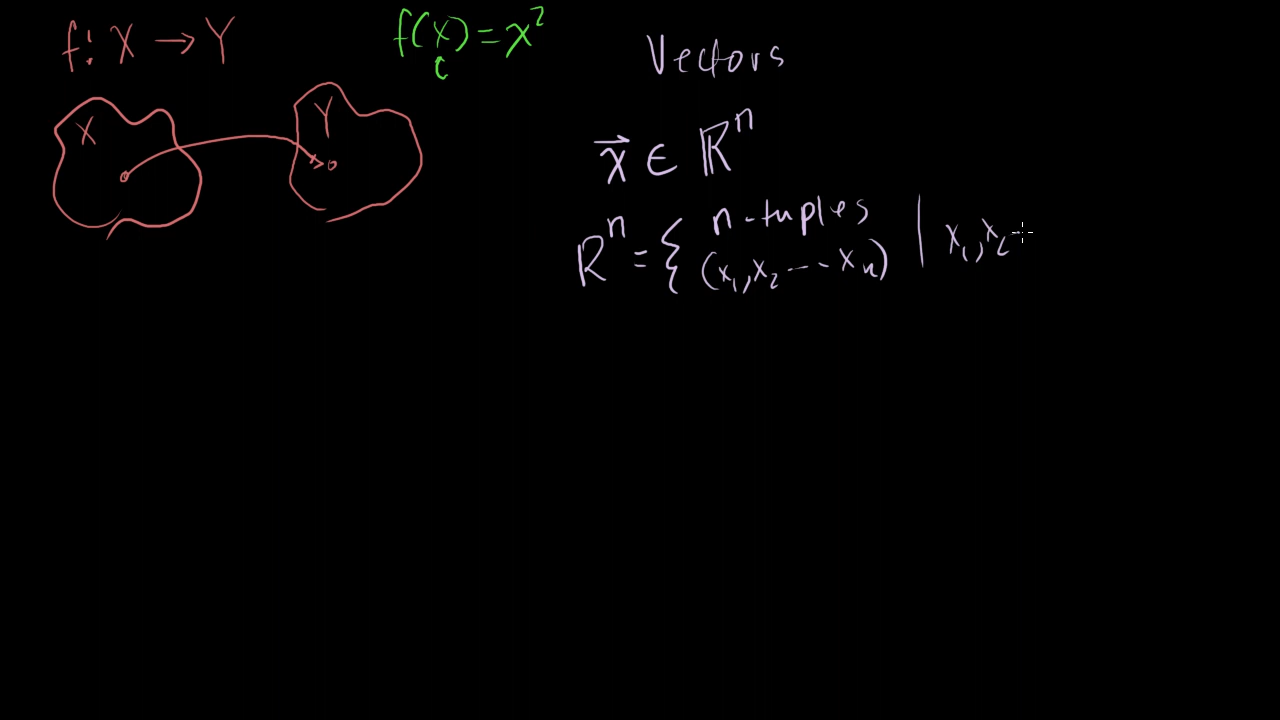 f: X → Y
f(x) = x²
Vectors
X
Y
x⃗ ∈ ℝⁿ
Rⁿ = { n-tuples
(x₁, x₂ --- xₙ) | x₁, x₂ -